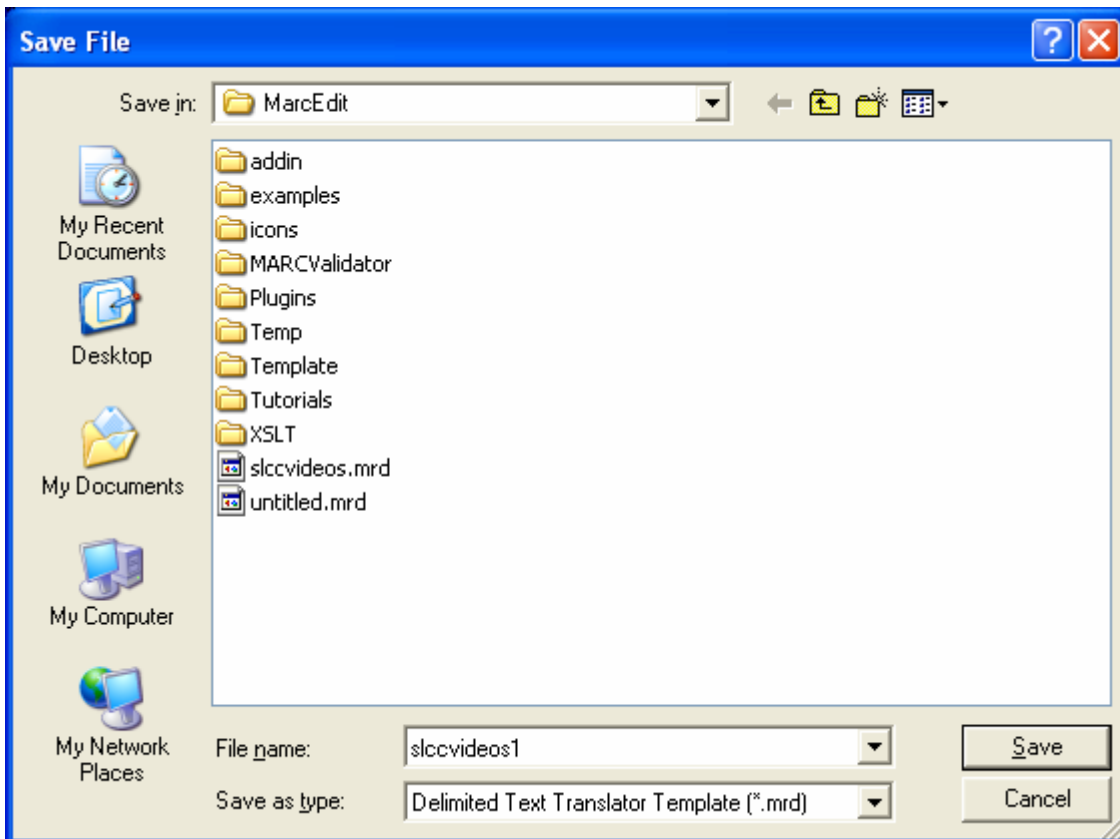 Save File
Save in: MarcEdit
addin
examples
icons
MARCValidator
Plugins
Temp
Template
Tutorials
XSLT
slccvideos.mrd
untitled.mrd
My Recent
Documents
Desktop
My Documents
My Computer
My Network
Places
File name: slccvideos1
Save
Save as type: Delimited Text Translator Template (*.mrd)
Cancel